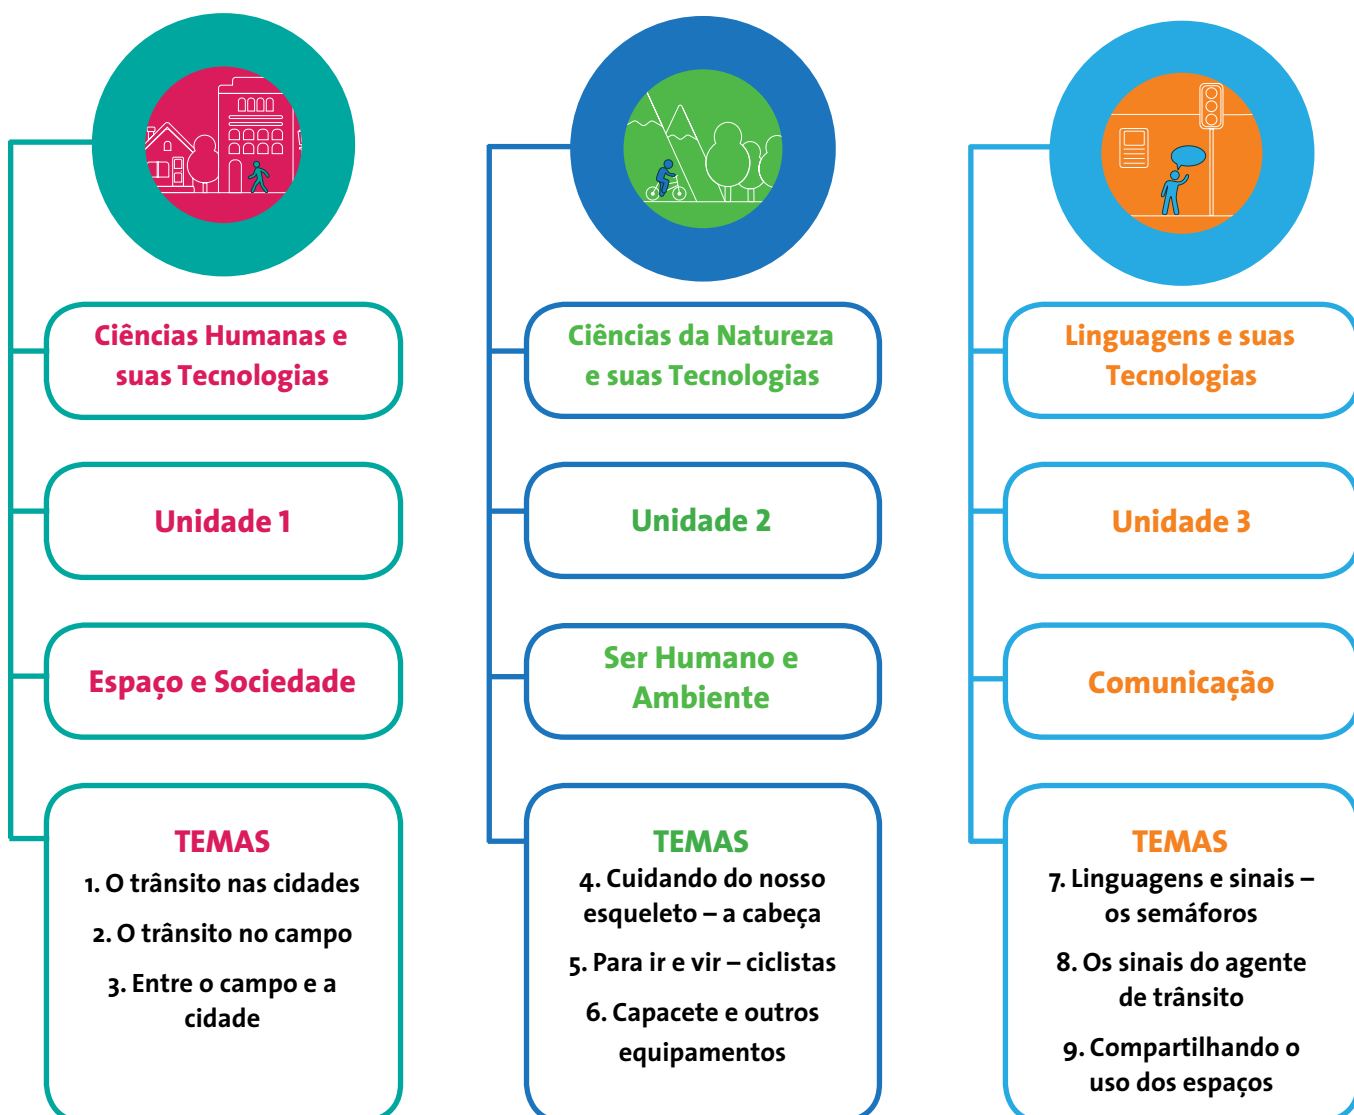 Ciências Humanas e
suas Tecnologias
Unidade 1
Espaço e Sociedade
TEMAS
1. O trânsito nas cidades
2. O trânsito no campo
3. Entre o campo e a
cidade
Ciências da Natureza
e suas Tecnologias
Unidade 2
Ser Humano e
Ambiente
TEMAS
4. Cuidando do nosso
esqueleto – a cabeça
5. Para ir e vir – ciclistas
6. Capacete e outros
equipamentos
Linguagens e suas
Tecnologias
Unidade 3
Comunicação
TEMAS
7. Linguagens e sinais –
os semáforos
8. Os sinais do agente
de trânsito
9. Compartilhando o
uso dos espaços